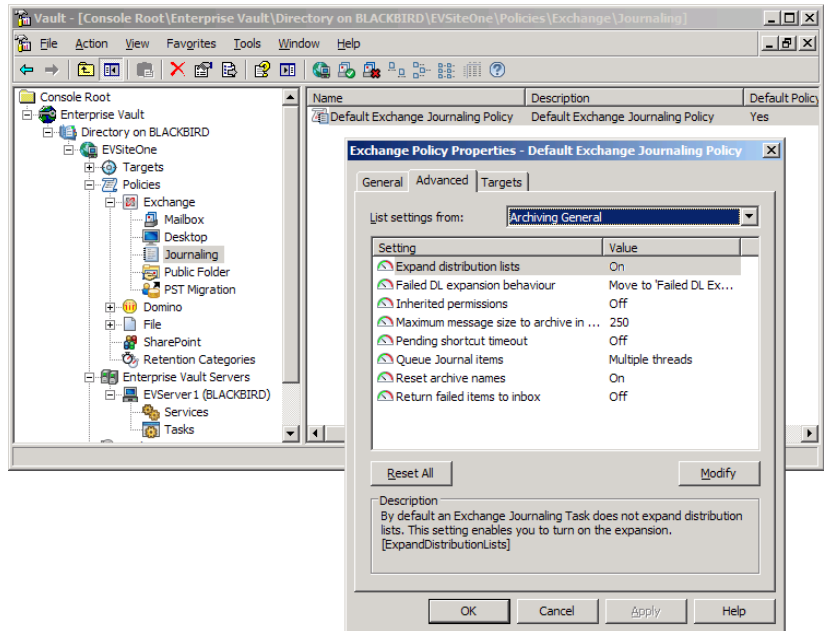 Vault - [Console Root\Enterprise Vault\Directory on BLACKBIRD\EVSiteOne\Policies\Exchange\Journaling]
File Action View Favorites Tools Window Help
Console Root
Enterprise Vault
Directory on BLACKBIRD
EVSiteOne
Targets
Policies
Exchange
Mailbox
Desktop
Journaling
Public Folder
PST Migration
Domino
File
SharePoint
Retention Categories
Enterprise Vault Servers
EVServer1 (BLACKBIRD)
Services
Tasks
Name Description Default Policy
Default Exchange Journaling Policy Default Exchange Journaling Policy Yes
Exchange Policy Properties - Default Exchange Journaling Policy
General Advanced Targets
List settings from: Archiving General
Setting Value
Expand distribution lists On
Failed DL expansion behaviour Move to 'Failed DL Ex...
Inherited permissions Off
Maximum message size to archive in ... 250
Pending shortcut timeout Off
Queue Journal items Multiple threads
Reset archive names On
Return failed items to inbox Off
Reset All Modify
Description
By default an Exchange Journaling Task does not expand distribution
lists. This setting enables you to turn on the expansion.
[ExpandDistributionLists]
OK Cancel Apply Help